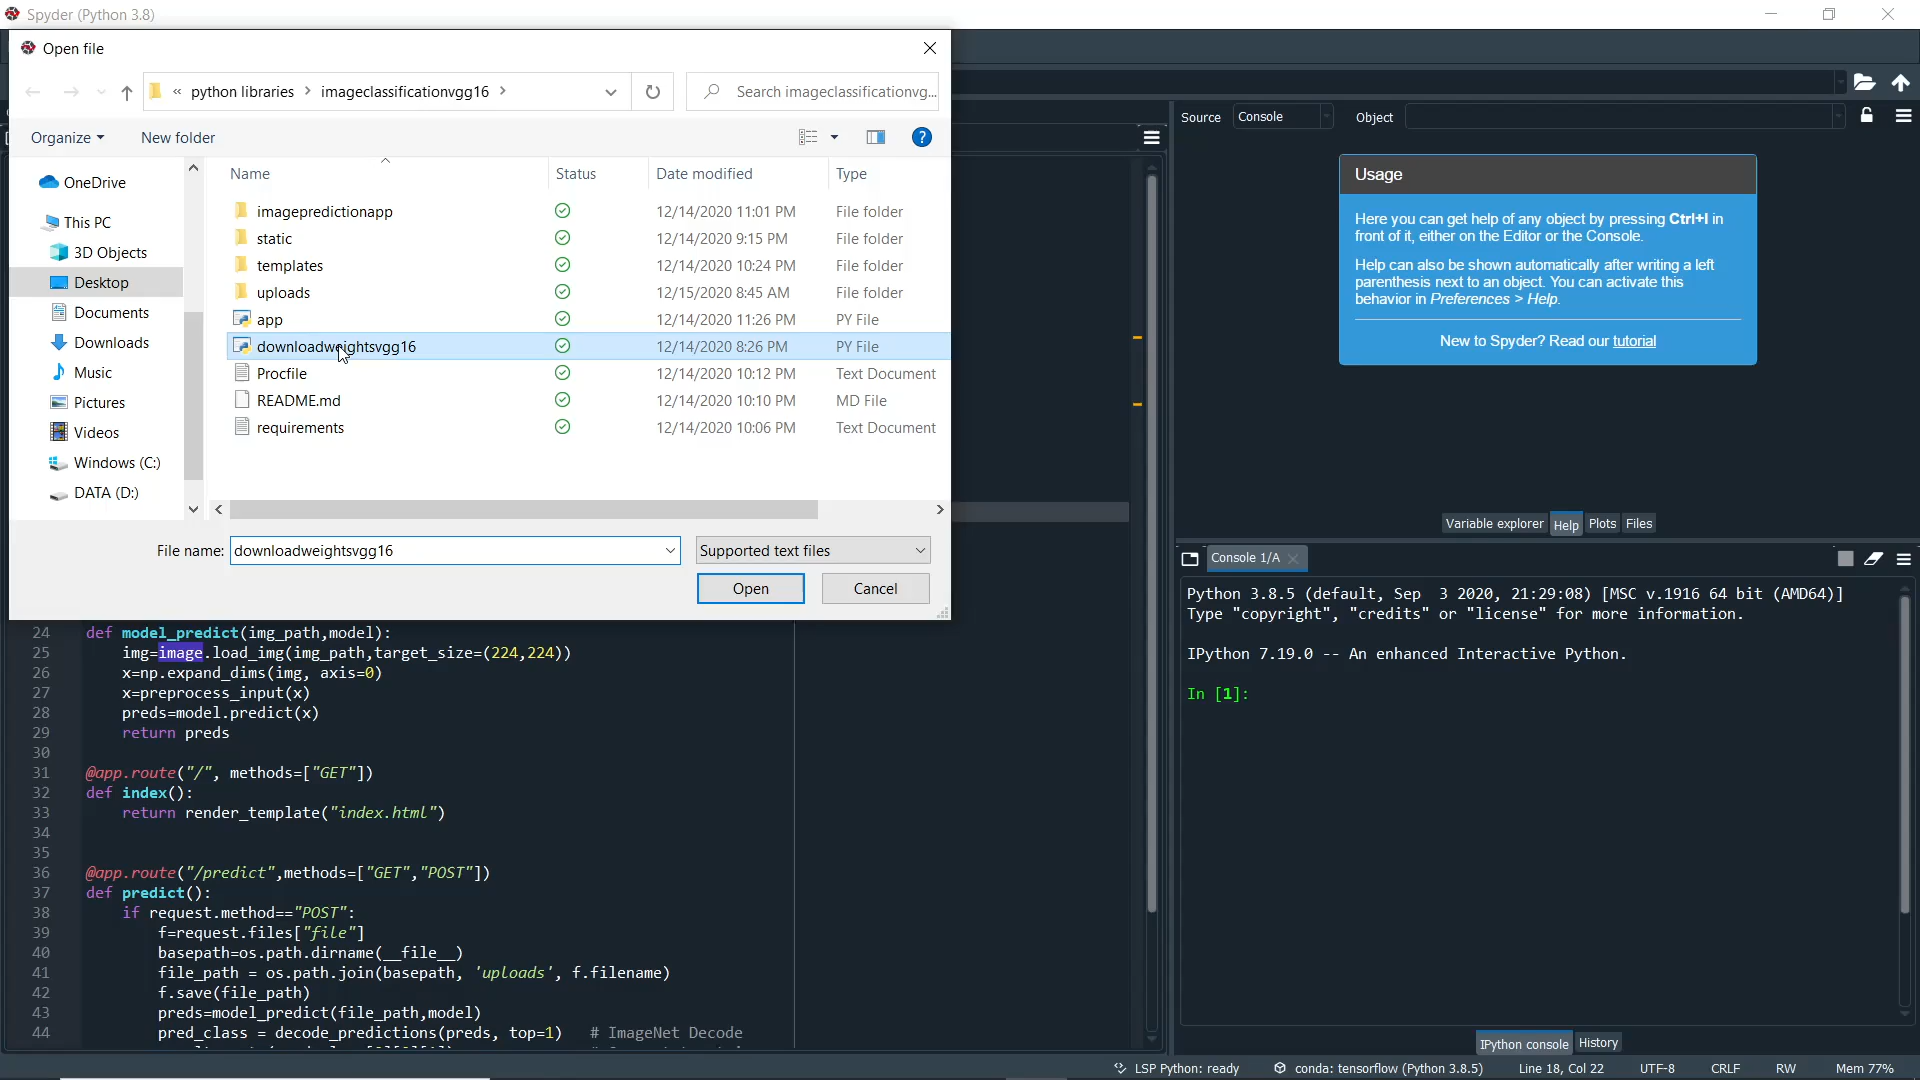 Spyder (Python 3.8)
Open file
« python libraries > imageclassificationvgg16 >
Search imageclassificationvg...
Organize
New folder
Source
Console
Object
Name
Status
Date modified
Type
OneDrive
This PC
3D Objects
Desktop
Documents
Downloads
Music
Pictures
Videos
Windows (C:)
DATA (D:)
imagepredictionapp 12/14/2020 11:01 PM File folder
static 12/14/2020 9:15 PM File folder
templates 12/14/2020 10:24 PM File folder
uploads 12/15/2020 8:45 AM File folder
app 12/14/2020 11:26 PM PY File
downloadweightsvgg16 12/14/2020 8:26 PM PY File
Procfile 12/14/2020 10:12 PM Text Document
README.md 12/14/2020 10:10 PM MD File
requirements 12/14/2020 10:06 PM Text Document
File name: downloadweightsvgg16
Supported text files
Open
Cancel
Usage
Here you can get help of any object by pressing Ctrl+I in
front of it, either on the Editor or the Console.
Help can also be shown automatically after writing a left
parenthesis next to an object. You can activate this
behavior in Preferences > Help.
New to Spyder? Read our tutorial
Variable explorer Help Plots Files
Console 1/A
Python 3.8.5 (default, Sep  3 2020, 21:29:08) [MSC v.1916 64 bit (AMD64)]
Type "copyright", "credits" or "license" for more information.
IPython 7.19.0 -- An enhanced Interactive Python.
In [1]:
24 def model_predict(img_path,model):
25 img=image.load_img(img_path,target_size=(224,224))
26 x=np.expand_dims(img, axis=0)
27 x=preprocess_input(x)
28 preds=model.predict(x)
29 return preds
30
31 @app.route("/", methods=["GET"])
32 def index():
33 return render_template("index.html")
34
35
36 @app.route("/predict",methods=["GET","POST"])
37 def predict():
38 if request.method=="POST":
39 f=request.files["file"]
40 basepath=os.path.dirname(__file__)
41 file_path = os.path.join(basepath, 'uploads', f.filename)
42 f.save(file_path)
43 preds=model_predict(file_path,model)
44 pred_class = decode_predictions(preds, top=1) # ImageNet Decode
IPython console History
LSP Python: ready
conda: tensorflow (Python 3.8.5)
Line 18, Col 22
UTF-8
CRLF
RW
Mem 77%